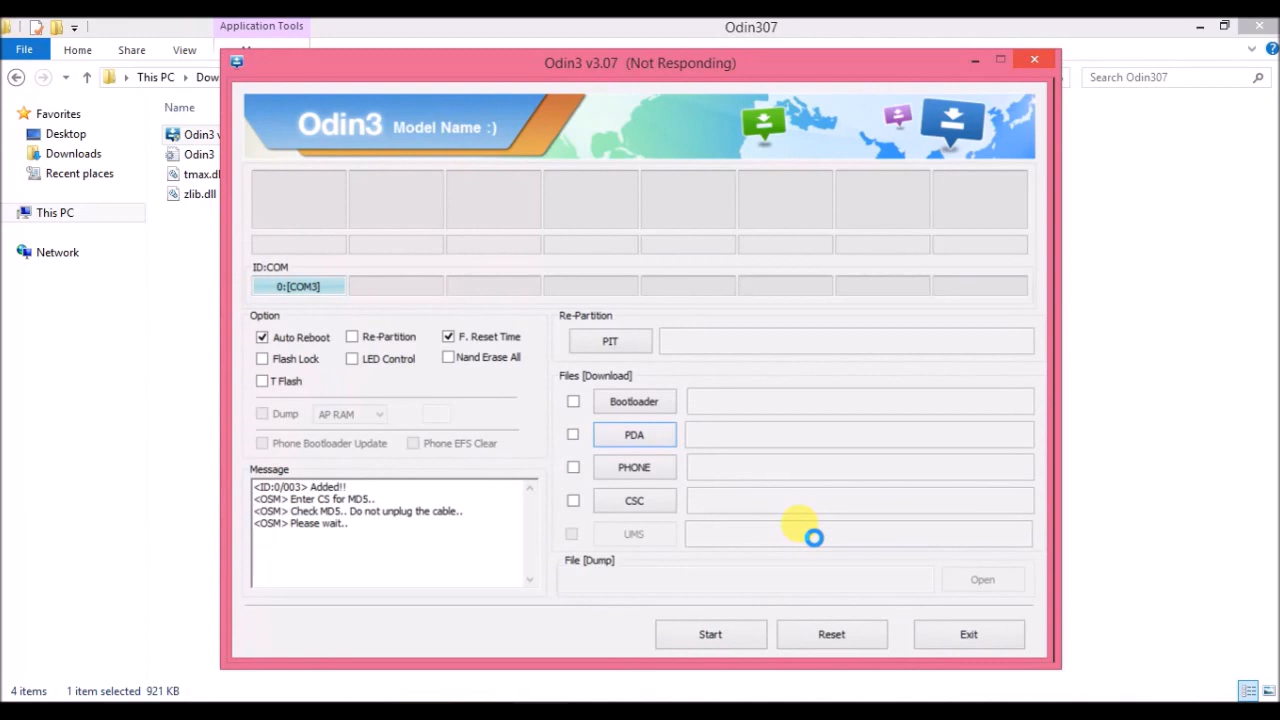 Application Tools
Odin307
File
Home
Share
View
This PC
Dow
Search Odin307
Odin3 v3.07 (Not Responding)
Favorites
Desktop
Downloads
Recent places
This PC
Network
Name
Odin3 v
Odin3
tmax.dl
zlib.dll
Odin3 Model Name :)
ID:COM
0:[COM3]
Option
Auto Reboot
Re-Partition
F. Reset Time
Flash Lock
LED Control
Nand Erase All
T Flash
Dump
AP RAM
Phone Bootloader Update
Phone EFS Clear
Message
<ID:0/003> Added!!
<OSM> Enter CS for MD5..
<OSM> Check MD5.. Do not unplug the cable..
<OSM> Please wait..
Re-Partition
PIT
Files [Download]
Bootloader
PDA
PHONE
CSC
UMS
File [Dump]
Open
Start
Reset
Exit
4 items
1 item selected 921 KB